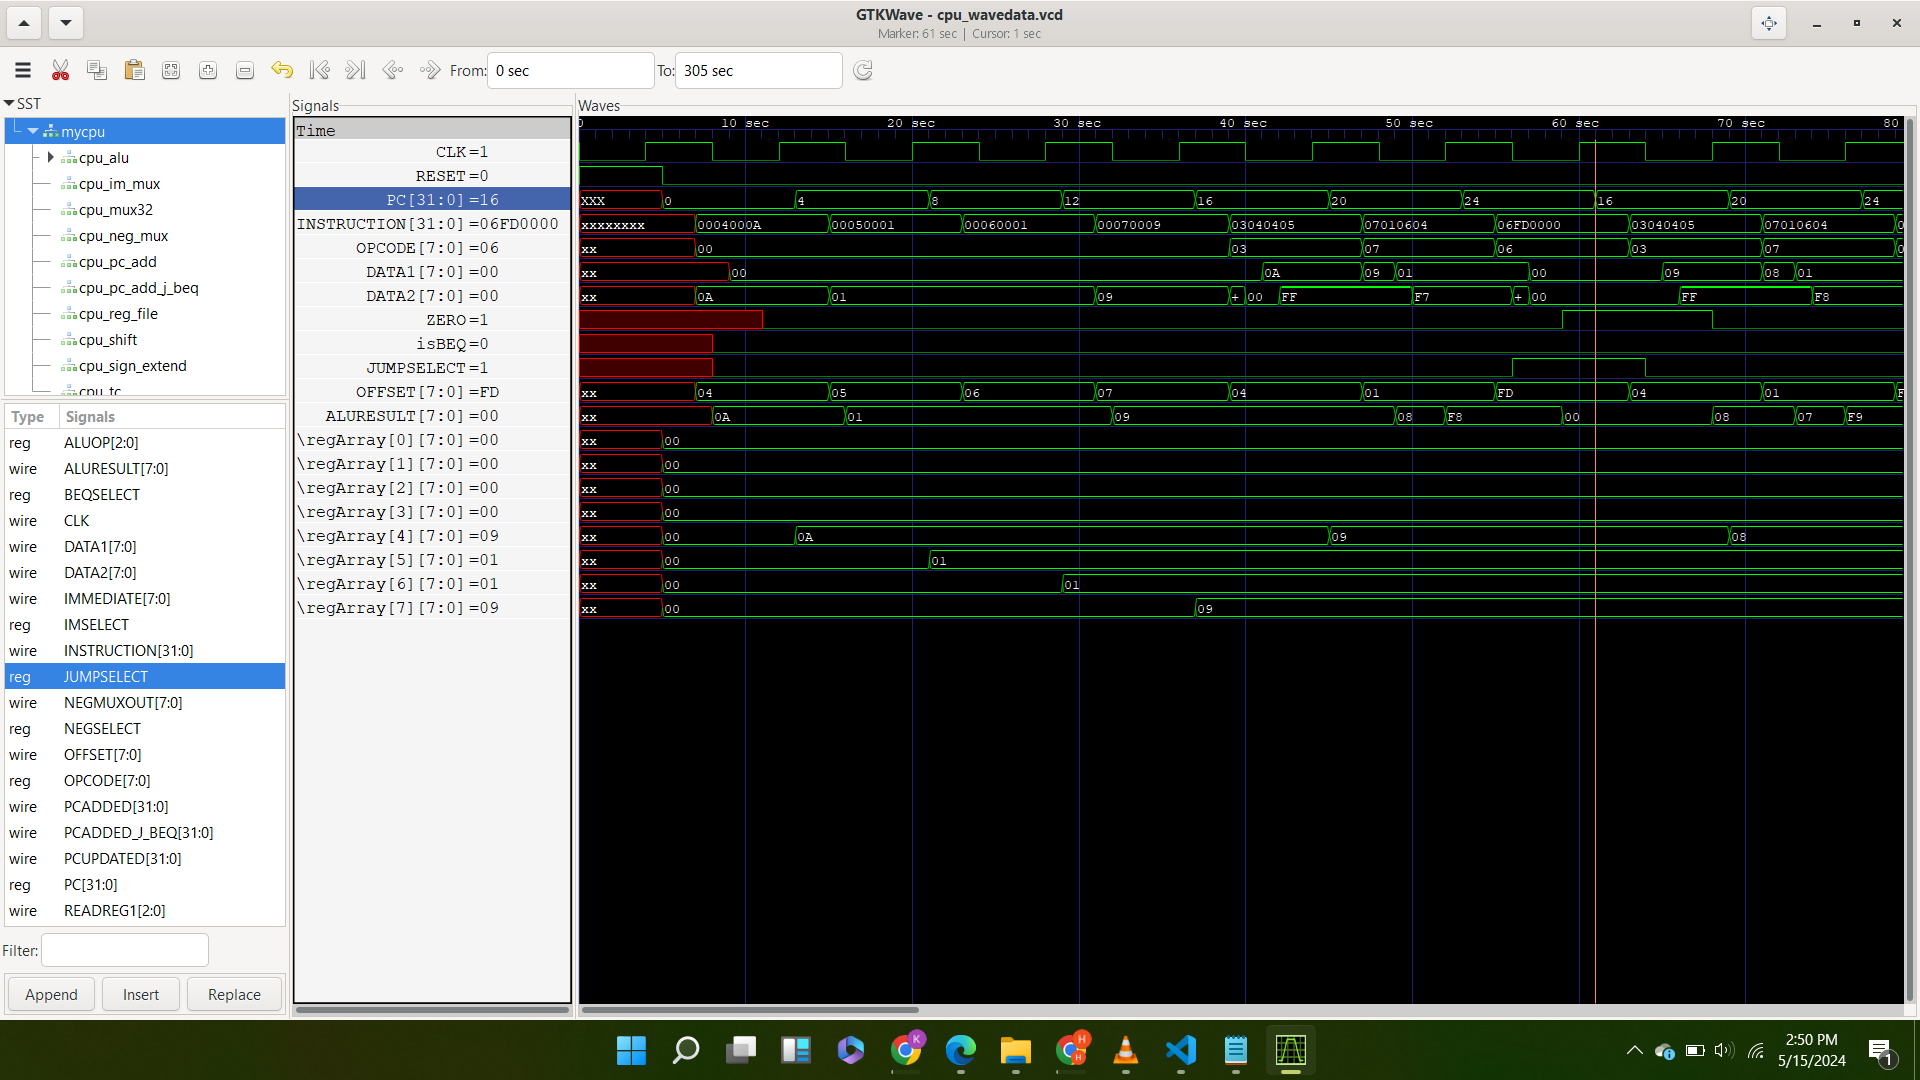 GTKWave - cpu_wavedata.vcd
Marker: 61 sec | Cursor: 1 sec
From: 0 sec To: 305 sec
SST
mycpu
cpu_alu
cpu_im_mux
cpu_mux32
cpu_neg_mux
cpu_pc_add
cpu_pc_add_j_beq
cpu_reg_file
cpu_shift
cpu_sign_extend
cpu_tc
Type Signals
reg ALUOP[2:0]
wire ALURESULT[7:0]
reg BEQSELECT
wire CLK
wire DATA1[7:0]
wire DATA2[7:0]
wire IMMEDIATE[7:0]
reg IMSELECT
wire INSTRUCTION[31:0]
reg JUMPSELECT
wire NEGMUXOUT[7:0]
reg NEGSELECT
wire OFFSET[7:0]
reg OPCODE[7:0]
wire PCADDED[31:0]
wire PCADDED_J_BEQ[31:0]
wire PCUPDATED[31:0]
reg PC[31:0]
wire READREG1[2:0]
Filter:
Append Insert Replace
Signals
Time
CLK=1
RESET=0
PC[31:0]=16
INSTRUCTION[31:0]=06FD0000
OPCODE[7:0]=06
DATA1[7:0]=00
DATA2[7:0]=00
ZERO=1
isBEQ=0
JUMPSELECT=1
OFFSET[7:0]=FD
ALURESULT[7:0]=00
\regArray[0][7:0]=00
\regArray[1][7:0]=00
\regArray[2][7:0]=00
\regArray[3][7:0]=00
\regArray[4][7:0]=09
\regArray[5][7:0]=01
\regArray[6][7:0]=01
\regArray[7][7:0]=09
Waves
0 10 sec 20 sec 30 sec 40 sec 50 sec 60 sec 70 sec 80
XXX 0 4 8 12 16 20 24 16 20 24
xxxxxxxx 0004000A 00050001 00060001 00070009 03040405 07010604 06FD0000 03040405 07010604 0
xx 00 03 07 06 03 07 0
xx 00 0A 09 01 00 09 08 01
xx 0A 01 09 + 00 FF F7 + 00 FF F8
xx 04 05 06 07 04 01 FD 04 01 F
xx 0A 01 09 08 F8 00 08 07 F9
xx 00
xx 00
xx 00
xx 00
xx 00 0A 09 08
xx 00 01
xx 00 01
xx 00 09
K
H
H
2:50 PM
5/15/2024
1